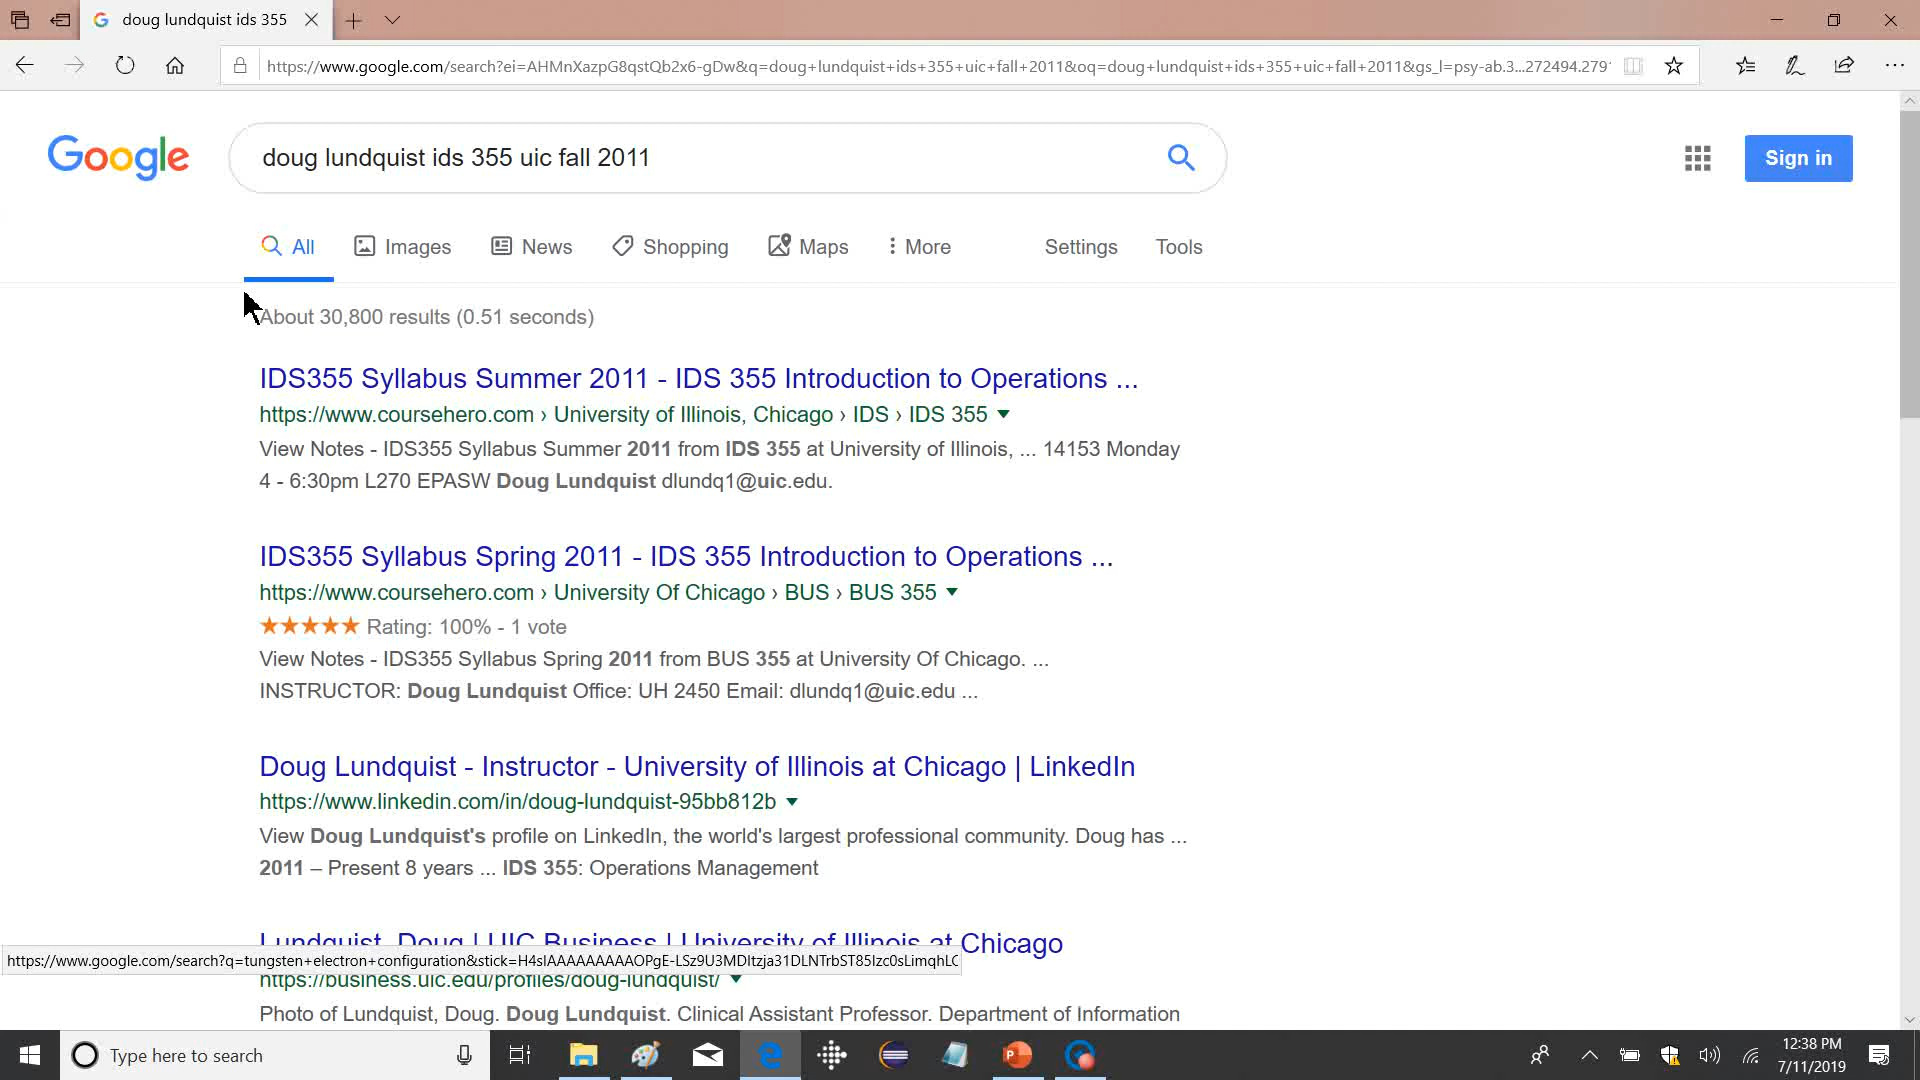 doug lundquist ids 355
https://www.google.com/search?ei=AHMnXazpG8qstQb2x6-gDw&q=doug+lundquist+ids+355+uic+fall+2011&oq=doug+lundquist+ids+355+uic+fall+2011&gs_l=psy-ab.3...272494.279
Google
doug lundquist ids 355 uic fall 2011
Sign in
All Images News Shopping Maps More Settings Tools
About 30,800 results (0.51 seconds)
IDS355 Syllabus Summer 2011 - IDS 355 Introduction to Operations ...
https://www.coursehero.com › University of Illinois, Chicago › IDS › IDS 355
View Notes - IDS355 Syllabus Summer 2011 from IDS 355 at University of Illinois, ... 14153 Monday
4 - 6:30pm L270 EPASW Doug Lundquist dlundq1@uic.edu.
IDS355 Syllabus Spring 2011 - IDS 355 Introduction to Operations ...
https://www.coursehero.com › University Of Chicago › BUS › BUS 355
Rating: 100% - 1 vote
View Notes - IDS355 Syllabus Spring 2011 from BUS 355 at University Of Chicago. ...
INSTRUCTOR: Doug Lundquist Office: UH 2450 Email: dlundq1@uic.edu ...
Doug Lundquist - Instructor - University of Illinois at Chicago | LinkedIn
https://www.linkedin.com/in/doug-lundquist-95bb812b
View Doug Lundquist's profile on LinkedIn, the world's largest professional community. Doug has ...
2011 – Present 8 years ... IDS 355: Operations Management
Lundquist, Doug | UIC Business | University of Illinois at Chicago
https://www.google.com/search?q=tungsten+electron+configuration&stick=
https://business.uic.edu/profiles/doug-lundquist/
Photo of Lundquist, Doug. Doug Lundquist. Clinical Assistant Professor. Department of Information
Type here to search
12:38 PM
7/11/2019